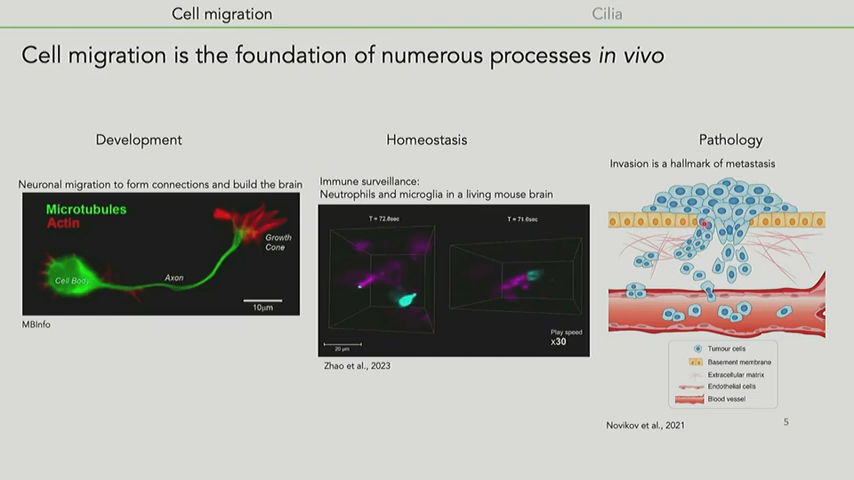 Cell migration
Cilia
Cell migration is the foundation of numerous processes in vivo
Development
Neuronal migration to form connections and build the brain
Microtubules
Actin
Growth
Cone
Cell Body
Axon
10μm
MBInfo
Homeostasis
Immune surveillance:
Neutrophils and microglia in a living mouse brain
T = 72.8sec
T = 71.6sec
Play speed
x30
20 μm
Zhao et al., 2023
Pathology
Invasion is a hallmark of metastasis
Tumour cells
Basement membrane
Extracellular matrix
Endothelial cells
Blood vessel
Novikov et al., 2021
5